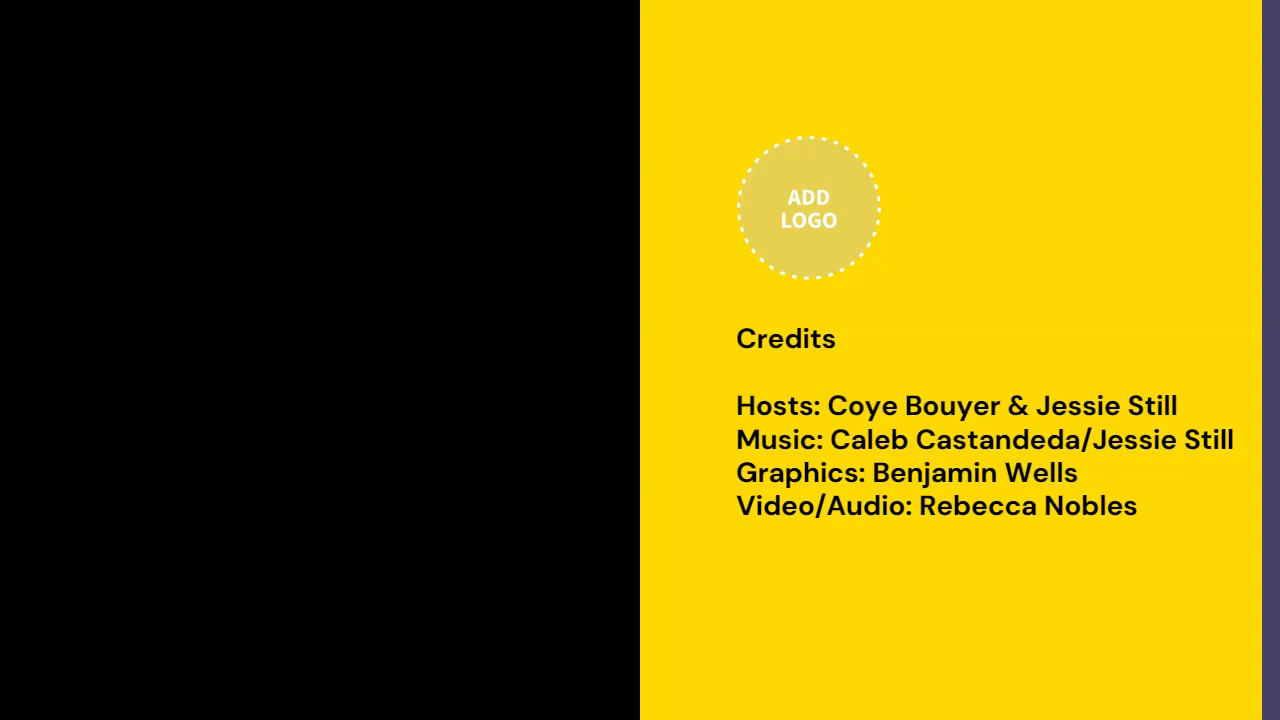 ADD
LOGO
Credits
Hosts: Coye Bouyer & Jessie Still
Music: Caleb Castandeda/Jessie Still
Graphics: Benjamin Wells
Video/Audio: Rebecca Nobles